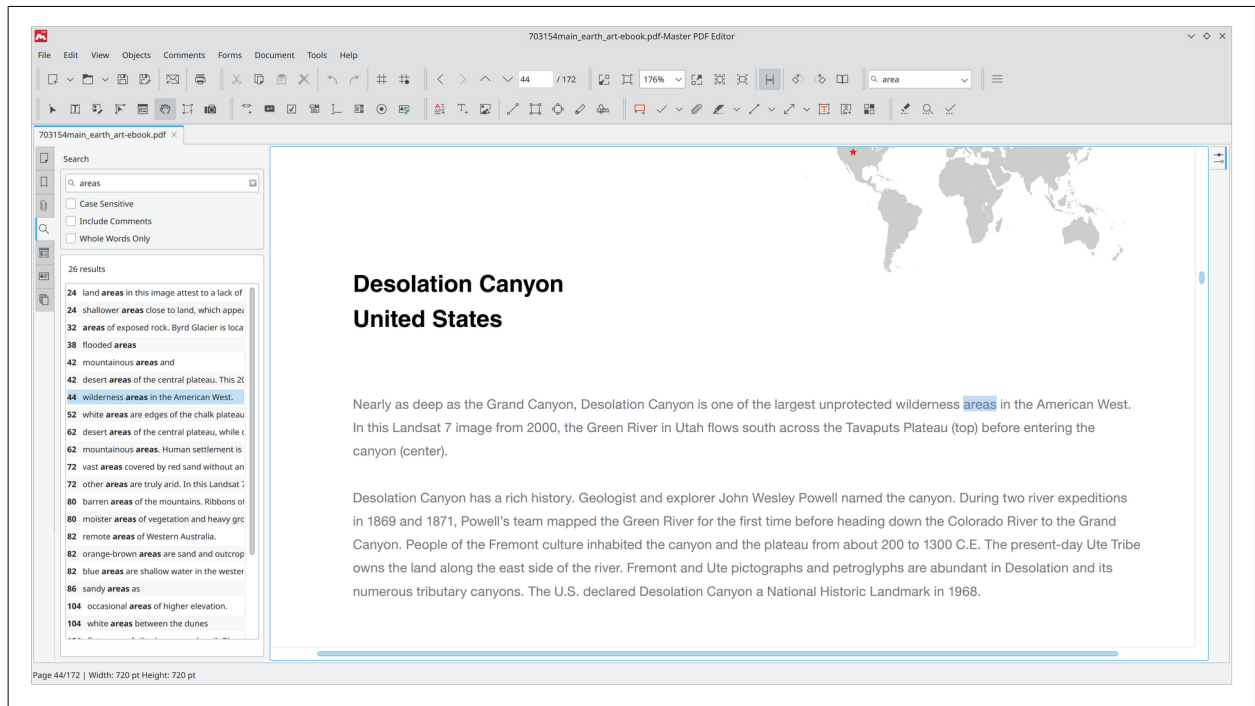 703154main_earth_art-ebook.pdf-Master PDF Editor
File Edit View Objects Comments Forms Document Tools Help
44 / 172 176% area
703154main_earth_art-ebook.pdf
Search
areas
Case Sensitive
Include Comments
Whole Words Only
26 results
24 land areas in this image attest to a lack of
24 shallower areas close to land, which appea
32 areas of exposed rock. Byrd Glacier is loca
38 flooded areas
42 mountainous areas and
42 desert areas of the central plateau. This 20
44 wilderness areas in the American West.
52 white areas are edges of the chalk plateau
62 desert areas of the central plateau, while
62 mountainous areas. Human settlement is
72 vast areas covered by red sand without an
72 other areas are truly arid. In this Landsat 7
80 barren areas of the mountains. Ribbons of
80 moister areas of vegetation and heavy gro
82 remote areas of Western Australia.
82 orange-brown areas are sand and outcrop
82 blue areas are shallow water in the wester
86 sandy areas as
104 occasional areas of higher elevation.
104 white areas between the dunes
Desolation Canyon
United States
Nearly as deep as the Grand Canyon, Desolation Canyon is one of the largest unprotected wilderness areas in the American West.
In this Landsat 7 image from 2000, the Green River in Utah flows south across the Tavaputs Plateau (top) before entering the
canyon (center).
Desolation Canyon has a rich history. Geologist and explorer John Wesley Powell named the canyon. During two river expeditions
in 1869 and 1871, Powell's team mapped the Green River for the first time before heading down the Colorado River to the Grand
Canyon. People of the Fremont culture inhabited the canyon and the plateau from about 200 to 1300 C.E. The present-day Ute Tribe
owns the land along the east side of the river. Fremont and Ute pictographs and petroglyphs are abundant in Desolation and its
numerous tributary canyons. The U.S. declared Desolation Canyon a National Historic Landmark in 1968.
Page 44/172 | Width: 720 pt Height: 720 pt